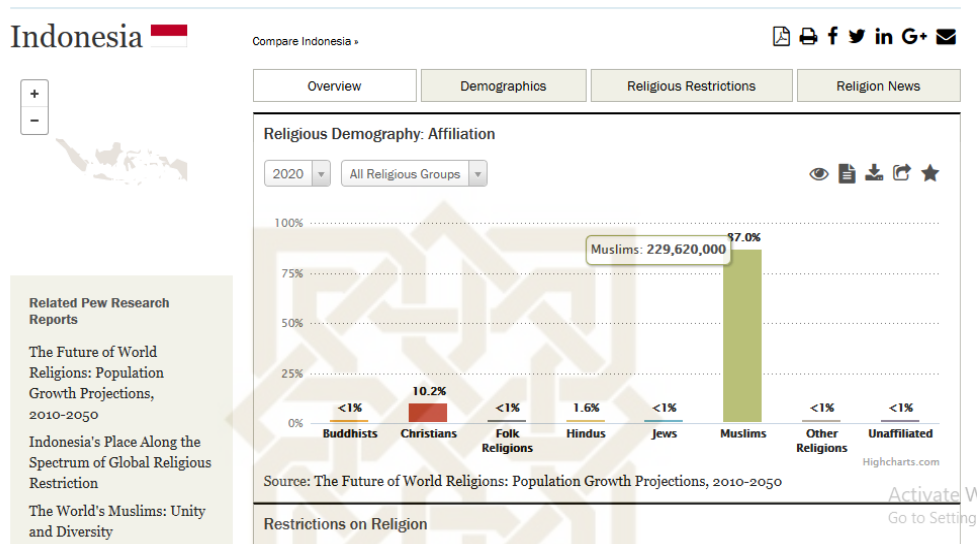 Indonesia
Compare Indonesia »
Overview
Demographics
Religious Restrictions
Religion News
+
−
Religious Demography: Affiliation
2020
All Religious Groups
100%
75%
50%
25%
0%
Muslims: 229,620,000
<1%
10.2%
<1%
1.6%
<1%
87.0%
<1%
<1%
Buddhists
Christians
Folk
Religions
Hindus
Jews
Muslims
Other
Religions
Unaffiliated
Highcharts.com
Source: The Future of World Religions: Population Growth Projections, 2010-2050
Restrictions on Religion
Related Pew Research
Reports
The Future of World
Religions: Population
Growth Projections,
2010-2050
Indonesia's Place Along the
Spectrum of Global Religious
Restriction
The World's Muslims: Unity
and Diversity
Activate W
Go to Setting